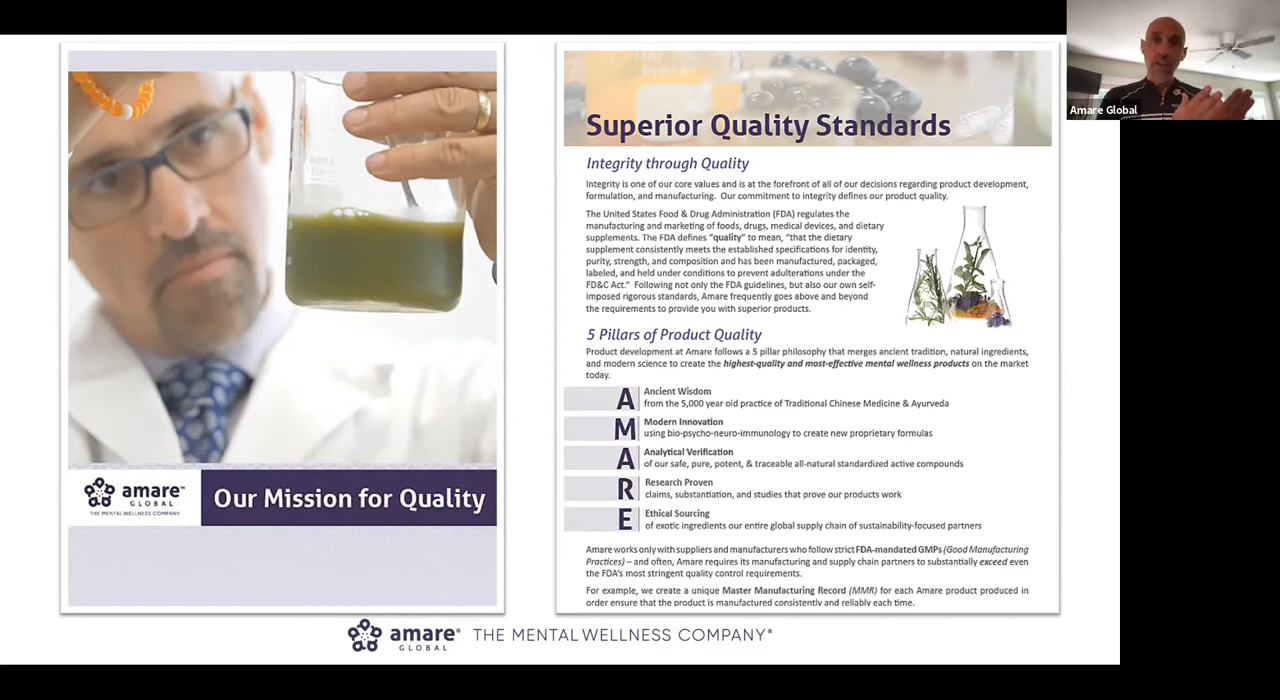 amare™
GLOBAL
THE MENTAL WELLNESS COMPANY
Our Mission for Quality
Superior Quality Standards
Integrity through Quality
Integrity is one of our core values and is at the forefront of all of our decisions regarding product development,
formulation, and manufacturing. Our commitment to integrity defines our product quality.
The United States Food & Drug Administration (FDA) regulates the
manufacturing and marketing of foods, drugs, medical devices, and dietary
supplements. The FDA defines "quality" to mean, "that the dietary
supplement consistently meets the established specifications for identity,
purity, strength, and composition and has been manufactured, packaged,
labeled, and held under conditions to prevent adulterations under the
FD&C Act." Following not only the FDA guidelines, but also our own self-
imposed rigorous standards, Amare frequently goes above and beyond
the requirements to provide you with superior products.
5 Pillars of Product Quality
Product development at Amare follows a 5 pillar philosophy that merges ancient tradition, natural ingredients,
and modern science to create the highest-quality and most-effective mental wellness products on the market
today.
A Ancient Wisdom
from the 5,000 year old practice of Traditional Chinese Medicine & Ayurveda
M Modern Innovation
using bio-psycho-neuro-immunology to create new proprietary formulas
A Analytical Verification
of our safe, pure, potent, & traceable all-natural standardized active compounds
R Research Proven
claims, substantiation, and studies that prove our products work
E Ethical Sourcing
of exotic ingredients our entire global supply chain of sustainability-focused partners
Amare works only with suppliers and manufacturers who follow strict FDA-mandated GMPs (Good Manufacturing
Practices) – and often, Amare requires its manufacturing and supply chain partners to substantially exceed even
the FDA's most stringent quality control requirements.
For example, we create a unique Master Manufacturing Record (MMR) for each Amare product produced in
order ensure that the product is manufactured consistently and reliably each time.
amare®
GLOBAL
THE MENTAL WELLNESS COMPANY®
Amare Global